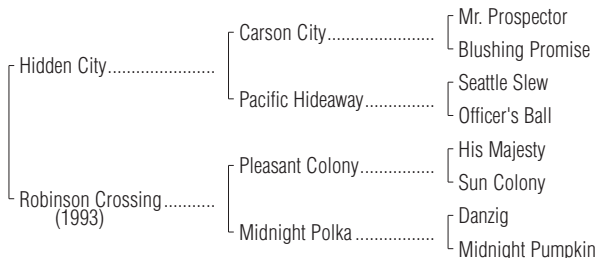 Mr. Prospector
Carson City....................
Blushing Promise
Hidden City....................
Seattle Slew
Pacific Hideaway.............
Officer's Ball
His Majesty
Pleasant Colony..............
Sun Colony
Robinson Crossing..........
(1993)
Danzig
Midnight Polka ...............
Midnight Pumpkin